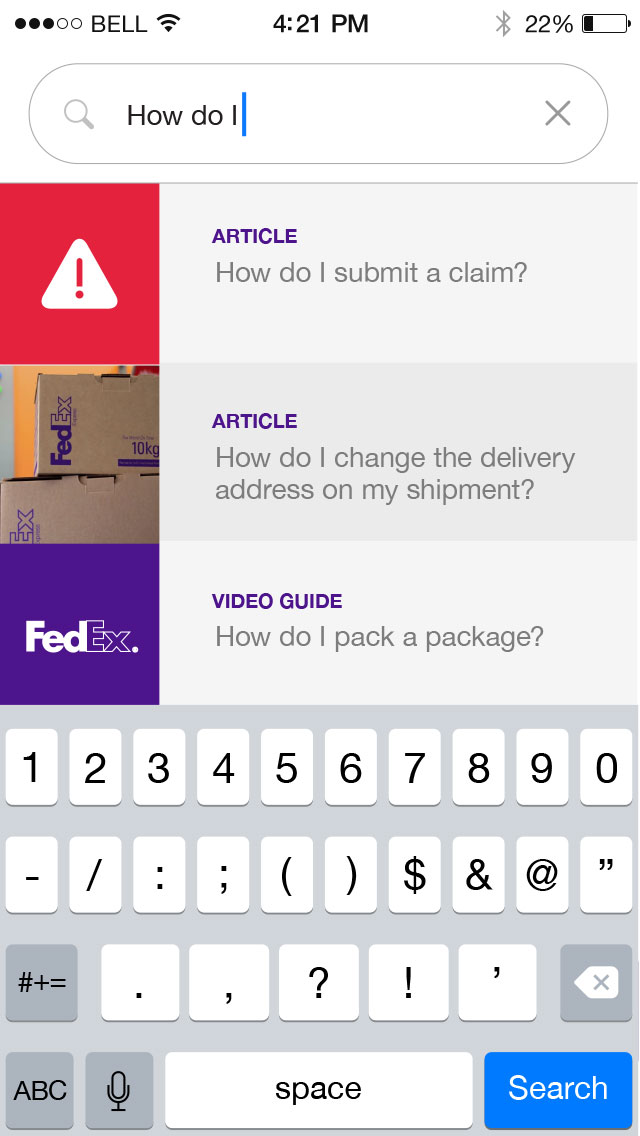 BELL 4:21 PM 22%
How do I
ARTICLE
How do I submit a claim?
FedEx
Express
10kg
ARTICLE
How do I change the delivery
address on my shipment?
Ex
VIDEO GUIDE
How do I pack a package?
FedEx.
1 2 3 4 5 6 7 8 9 0
- / : ; ( ) $ & @ ”
#+= . , ? ! ’
ABC space Search